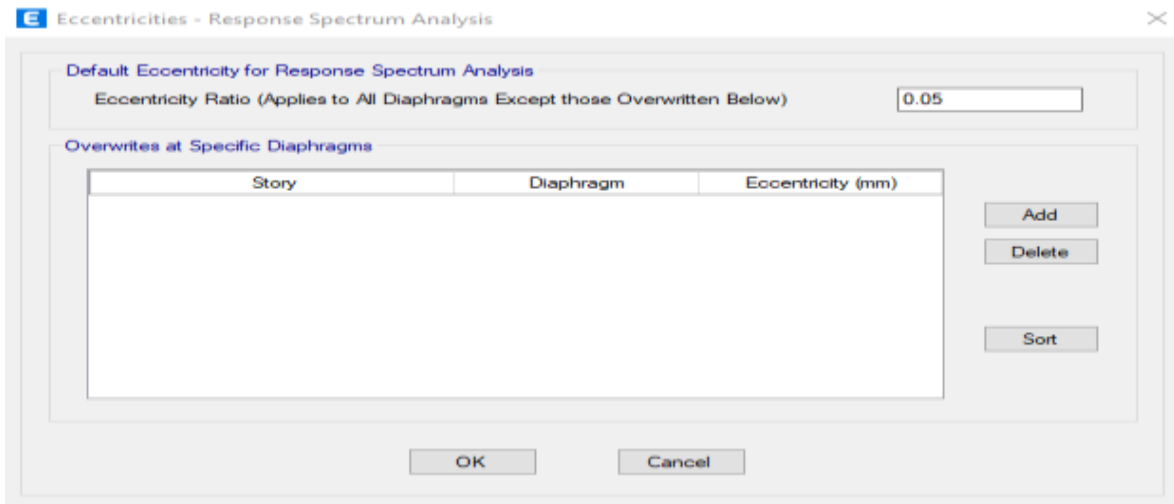 E Eccentricities - Response Spectrum Analysis
Default Eccentricity for Response Spectrum Analysis
Eccentricity Ratio (Applies to All Diaphragms Except those Overwritten Below) 0.05
Overwrites at Specific Diaphragms
Story Diaphragm Eccentricity (mm)
Add
Delete
Sort
OK Cancel